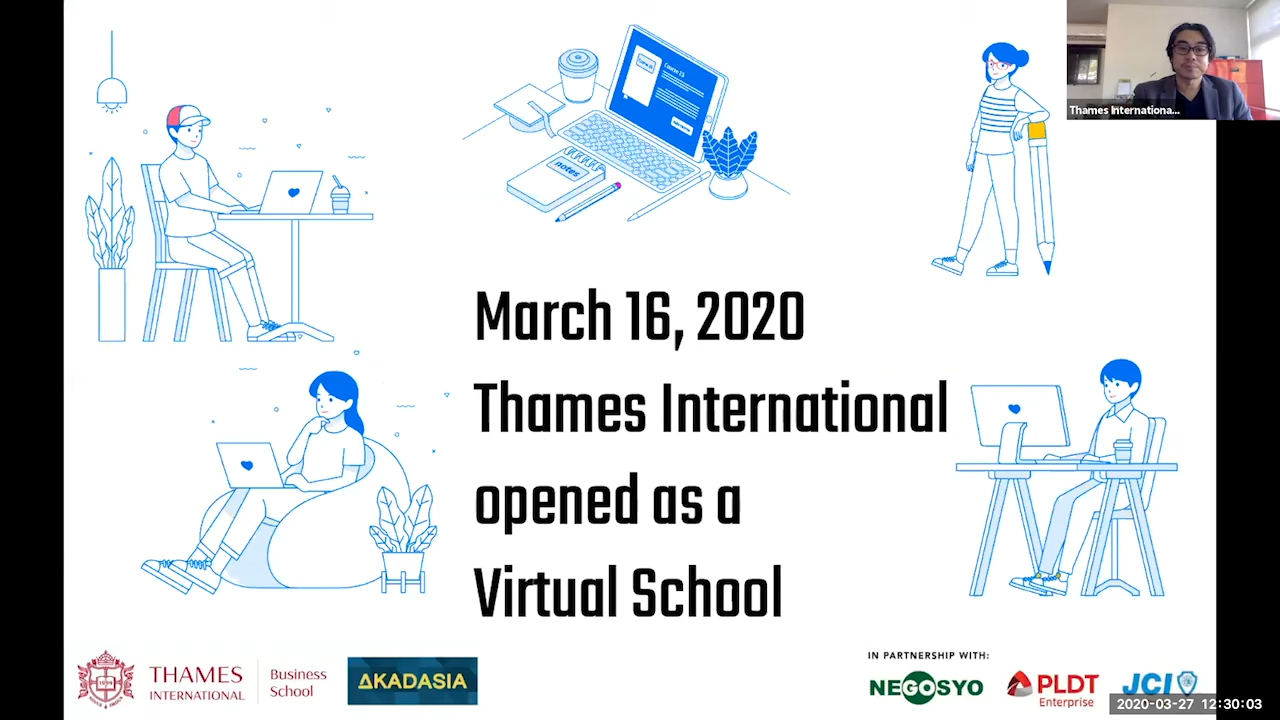 Thames Internationa...
notes
March 16, 2020
Thames International
opened as a
Virtual School
THAMES
INTERNATIONAL
Business
School
AKADASIA
IN PARTNERSHIP WITH:
NEGOSYO
PLDT
Enterprise
JCI
2020-03-27 12:30:03